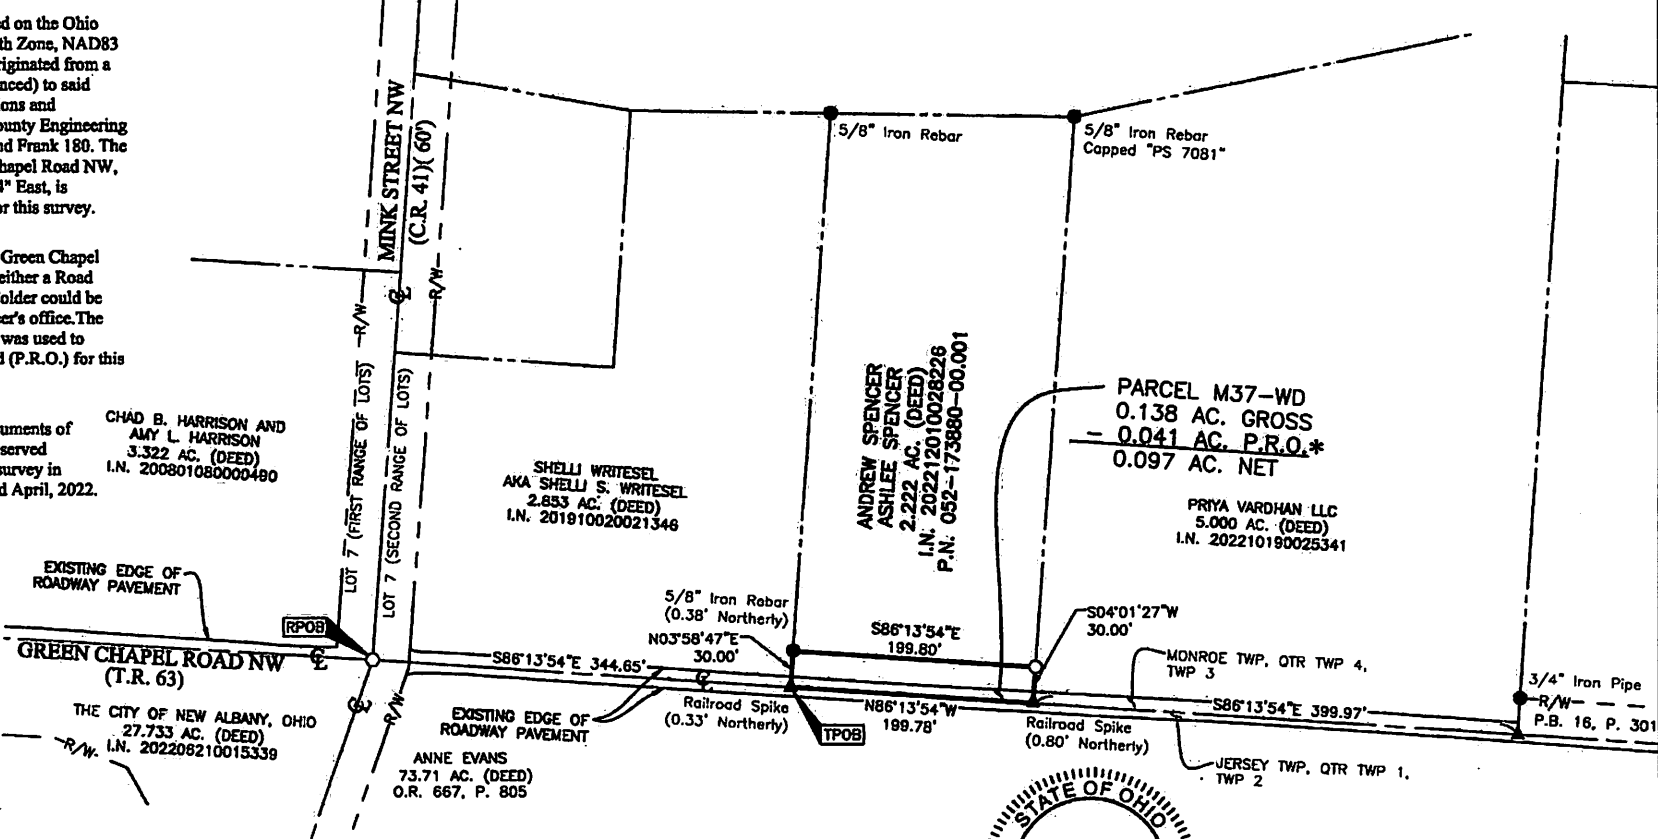 ed on the Ohio
th Zone, NAD83
riginated from a
nced) to said
ions and
ounty Engineering
nd Frank 180. The
hapel Road NW,
4" East, is
or this survey.
Green Chapel
either a Road
older could be
er's office.The
was used to
d (P.R.O.) for this
uments of
served
survey in
d April, 2022.
MINK STREET NW
(C.R. 41)( 60')
5/8" Iron Rebar
5/8" Iron Rebar
Capped "PS 7081"
R/W
R/W
CL
LOT 7 (FIRST RANGE OF LOTS)
LOT 7 (SECOND RANGE OF LOTS)
CHAD B. HARRISON AND
AMY L. HARRISON
3.322 AC. (DEED)
I.N. 200801080000490
SHELLI WRITESEL
AKA SHELLI S. WRITESEL
2.853 AC. (DEED)
I.N. 201910020021346
ANDREW SPENCER
ASHLEE SPENCER
2.222 AC. (DEED)
I.N. 202212010028226
P.N. 052-173880-00.001
PARCEL M37-WD
0.138 AC. GROSS
- 0.041 AC. P.R.O.*
0.097 AC. NET
PRIYA VARDHAN LLC
5.000 AC. (DEED)
I.N. 202210190025341
EXISTING EDGE OF
ROADWAY PAVEMENT
RPOB
GREEN CHAPEL ROAD NW
(T.R. 63)
CL
CL
R/W
THE CITY OF NEW ALBANY, OHIO
27.733 AC. (DEED)
I.N. 202206210015339
R/W
5/8" Iron Rebar
(0.38' Northerly)
N03°58'47"E
30.00'
S86°13'54"E 344.65'
CL
S86°13'54"E
199.80'
S04°01'27"W
30.00'
MONROE TWP, QTR TWP 4,
TWP 3
3/4" Iron Pipe
R/W
P.B. 16, P. 301
S86°13'54"E 399.97'
EXISTING EDGE OF
ROADWAY PAVEMENT
Railroad Spike
(0.33' Northerly)
TPOB
N86°13'54"W
199.78'
Railroad Spike
(0.80' Northerly)
JERSEY TWP, QTR TWP 1,
TWP 2
ANNE EVANS
73.71 AC. (DEED)
O.R. 667, P. 805
STATE OF OHIO